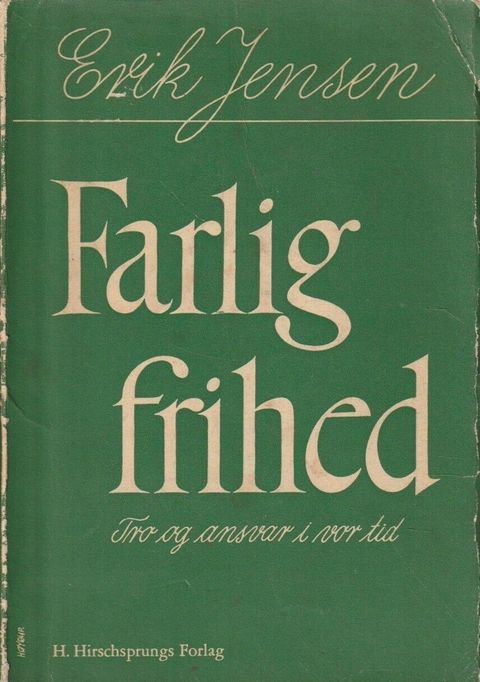 Erik Jensen
Farlig
frihed
Tro og ansvar i vor tid
H. Hirschsprungs Forlag